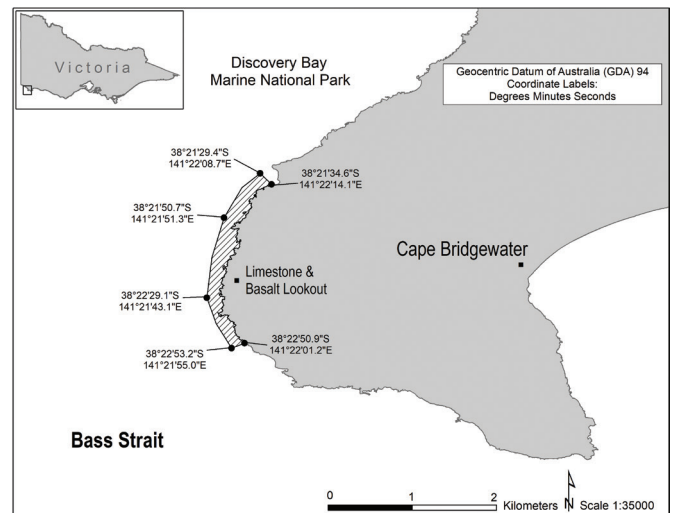 Victoria
Discovery Bay
Marine National Park
Geocentric Datum of Australia (GDA) 94
Coordinate Labels:
Degrees Minutes Seconds
38°21'29.4"S
141°22'08.7"E
38°21'34.6"S
141°22'14.1"E
38°21'50.7"S
141°21'51.3"E
Cape Bridgewater
Limestone &
Basalt Lookout
38°22'29.1"S
141°21'43.1"E
38°22'50.9"S
141°22'01.2"E
38°22'53.2"S
141°21'55.0"E
Bass Strait
0 1 2
Kilometers N Scale 1:35000